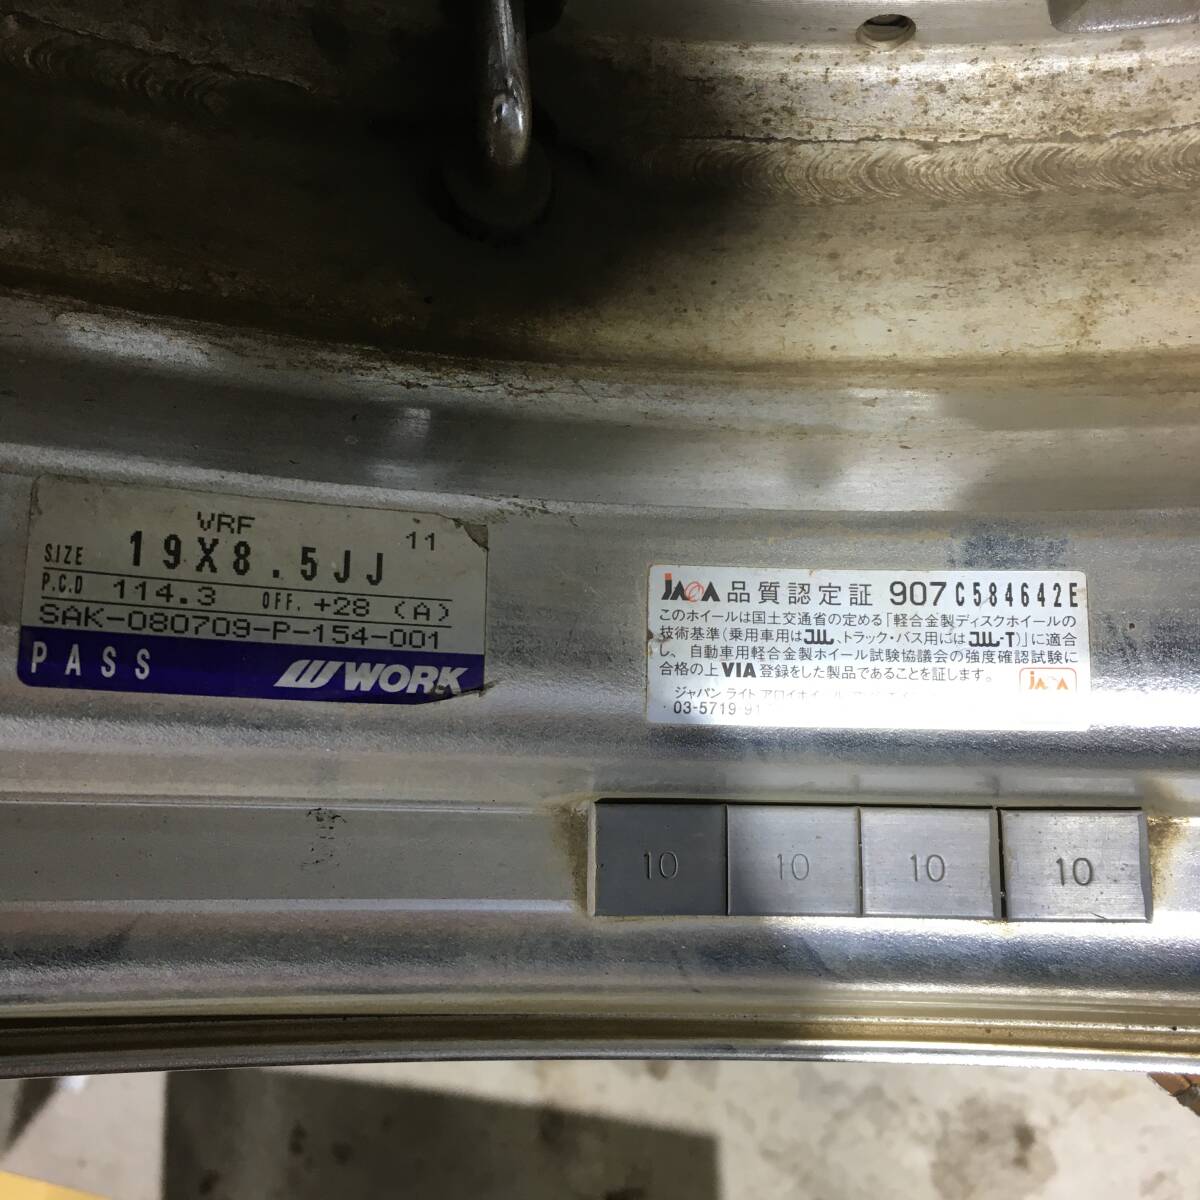 VRF 11
SIZE 19X8.5JJ
P.C.D 114.3 OFF. +28 (A)
SAK-080709-P-154-001
PASS WORK
JAWA 品質認定証 907C584642E
このホイールは国土交通省の定める「軽合金製ディスクホイールの
技術基準(乗用車用はJWL、トラック・バス用にはJWL-T)」に適合
し、自動車用軽合金製ホイール試験協議会の強度確認試験に
合格の上VIA登録をした製品であることを証します。
ジャパン ライト アロイホイール
03-5719
JAWA
10 10 10 10